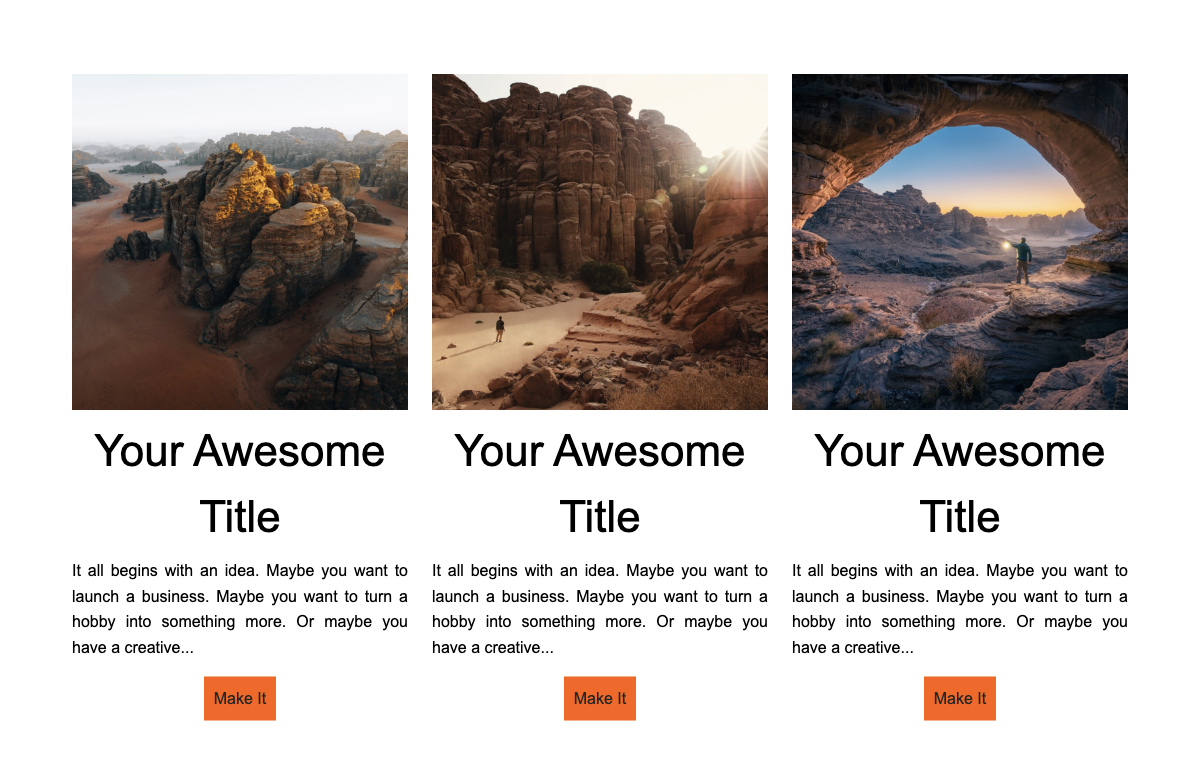 Your Awesome
Title
It all begins with an idea. Maybe you want to
launch a business. Maybe you want to turn a
hobby into something more. Or maybe you
have a creative...
Make It
Your Awesome
Title
It all begins with an idea. Maybe you want to
launch a business. Maybe you want to turn a
hobby into something more. Or maybe you
have a creative...
Make It
Your Awesome
Title
It all begins with an idea. Maybe you want to
launch a business. Maybe you want to turn a
hobby into something more. Or maybe you
have a creative...
Make It